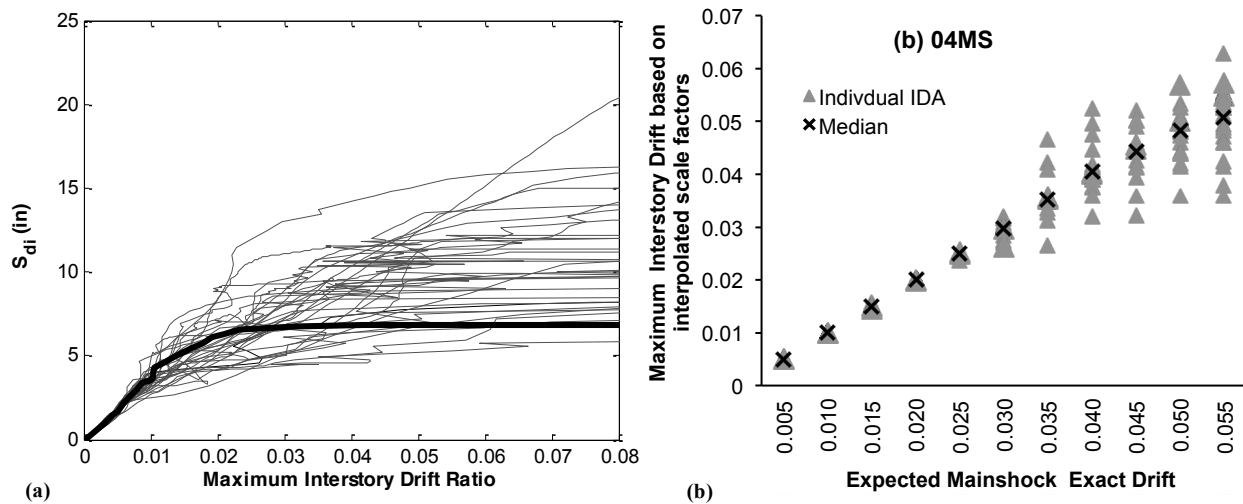 25
20
15
10
5
0
S_di (in)
0 0.01 0.02 0.03 0.04 0.05 0.06 0.07 0.08
Maximum Interstory Drift Ratio
(a)
Maximum Interstory Drift based on
interpolated scale factors
0.07
0.06
0.05
0.04
0.03
0.02
0.01
0
(b) 04MS
Indivdual IDA
Median
0.005 0.010 0.015 0.020 0.025 0.030 0.035 0.040 0.045 0.050 0.055
Expected Mainshock Exact Drift
(b)